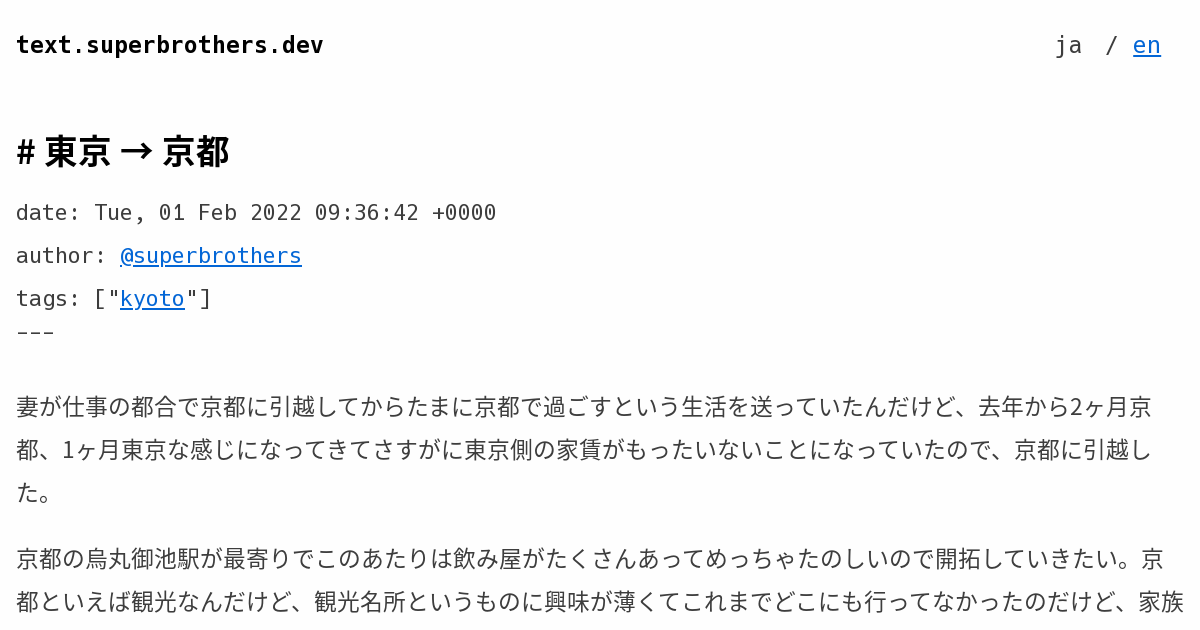 text.superbrothers.dev
ja / en
# 東京 → 京都
date: Tue, 01 Feb 2022 09:36:42 +0000
author: @superbrothers
tags: ["kyoto"]
---
妻が仕事の都合で京都に引越してからたまに京都で過ごすという生活を送っていたんだけど、去年から2ヶ月京
都、1ヶ月東京な感じになってきてさすがに東京側の家賃がもったいないことになっていたので、京都に引越し
た。
京都の烏丸御池駅が最寄りでこのあたりは飲み屋がたくさんあってめっちゃたのしいので開拓していきたい。京
都といえば観光なんだけど、観光名所というものに興味が薄くてこれまでどこにも行ってなかったのだけど、家族